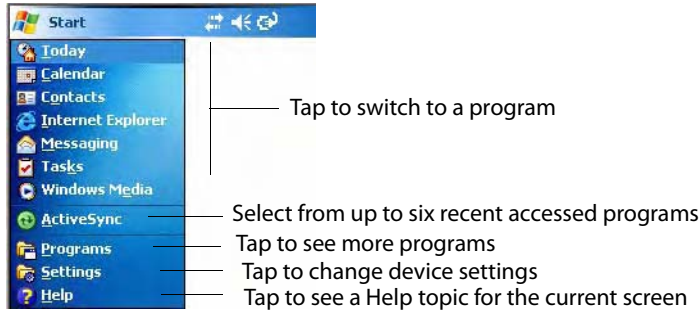 Start
Today
Calendar
Contacts
Internet Explorer
Messaging
Tasks
Windows Media
Tap to switch to a program
ActiveSync
Select from up to six recent accessed programs
Programs
Tap to see more programs
Settings
Tap to change device settings
Help
Tap to see a Help topic for the current screen